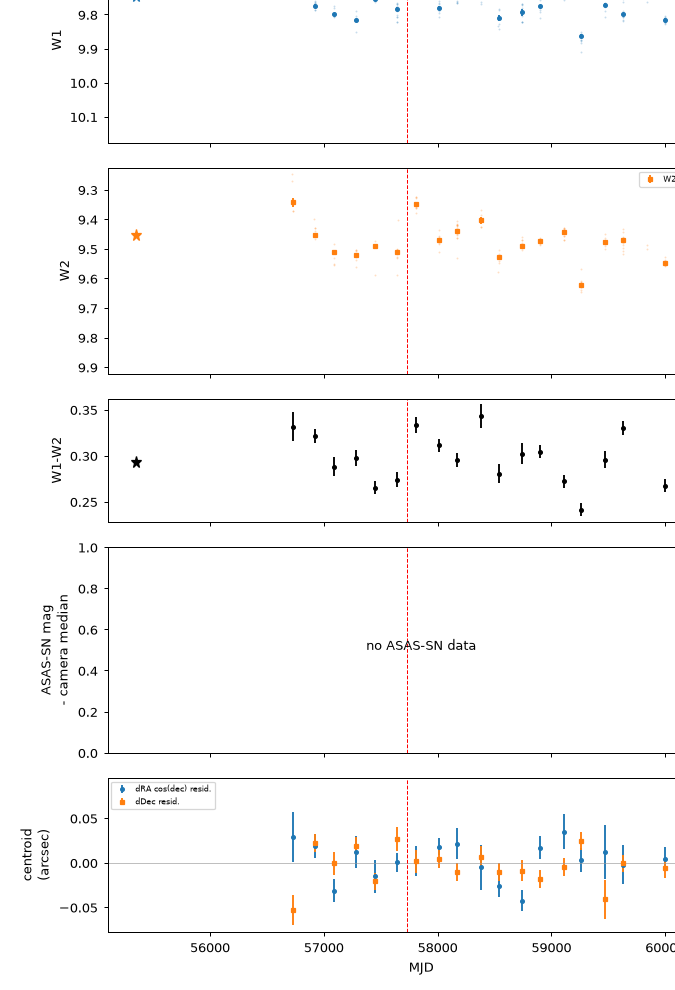 9.8
9.9
10.0
10.1
W1
9.3
9.4
9.5
9.6
9.7
9.8
9.9
W2
W2
0.35
0.30
0.25
W1-W2
1.0
0.8
0.6
0.4
0.2
0.0
ASAS-SN mag
- camera median
no ASAS-SN data
dRA cos(dec) resid.
dDec resid.
0.05
0.00
−0.05
centroid
(arcsec)
56000
57000
58000
59000
6000
MJD